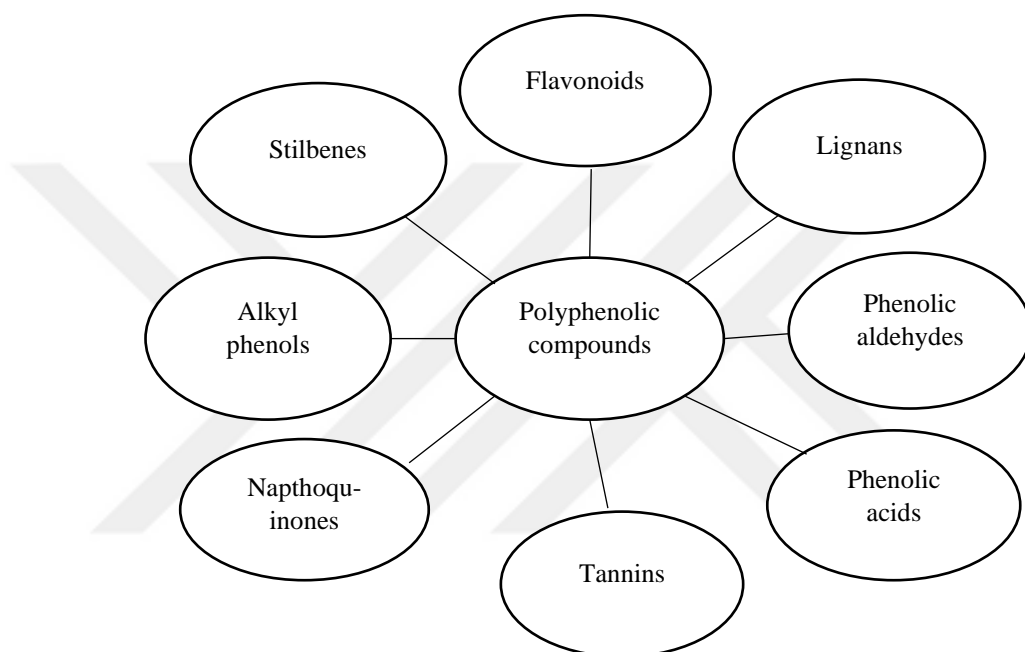 Flavonoids
Stilbenes
Lignans
Alkyl
phenols
Polyphenolic
compounds
Phenolic
aldehydes
Napthoqu-
inones
Phenolic
acids
Tannins